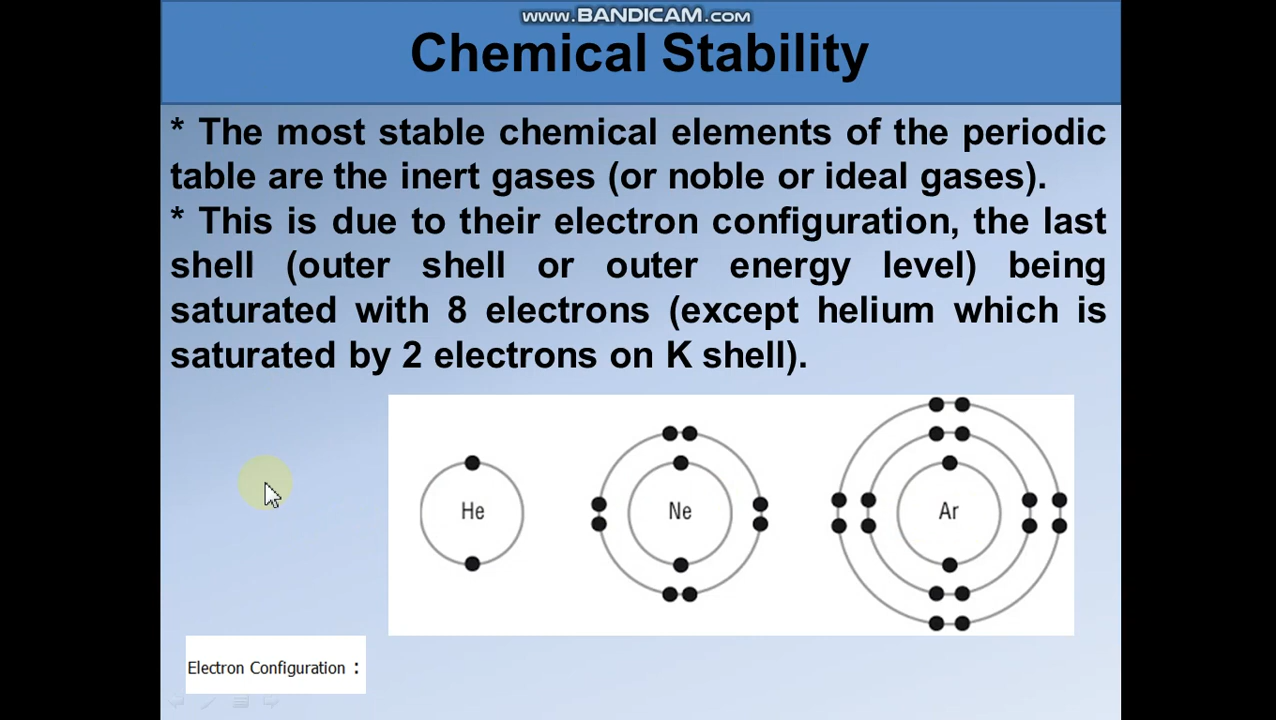 www.BANDICAM.com
Chemical Stability
* The most stable chemical elements of the periodic
table are the inert gases (or noble or ideal gases).
* This is due to their electron configuration, the last
shell (outer shell or outer energy level) being
saturated with 8 electrons (except helium which is
saturated by 2 electrons on K shell).
He
Ne
Ar
Electron Configuration :